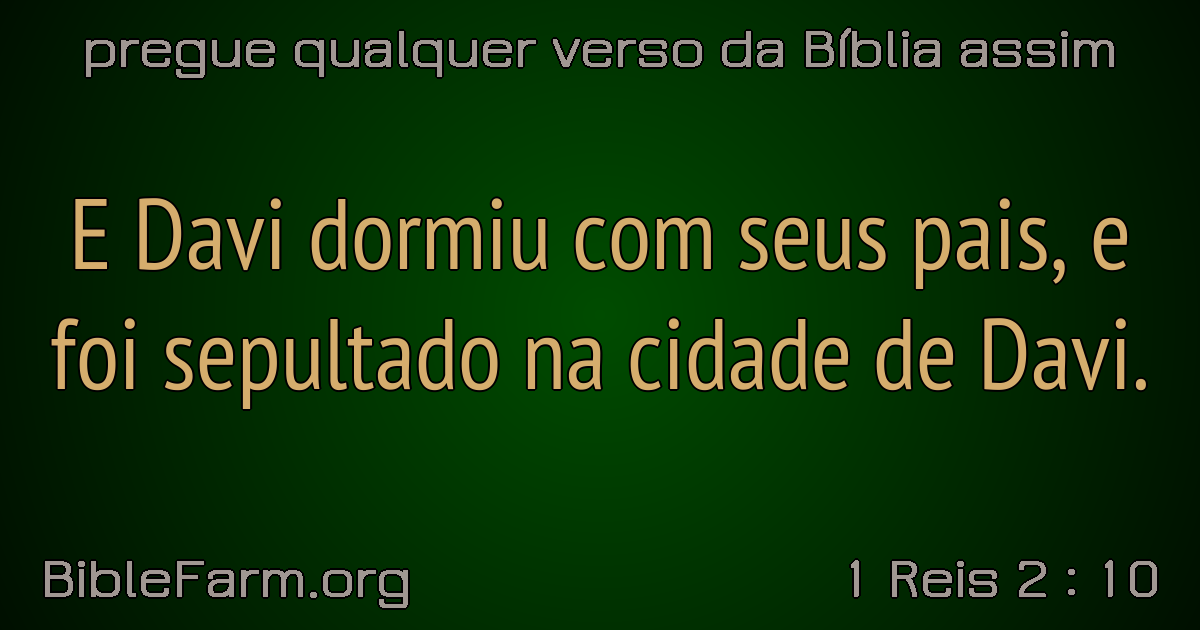 pregue qualquer verso da Bíblia assim
E Davi dormiu com seus pais, e
foi sepultado na cidade de Davi.
BibleFarm.org
1 Reis 2 : 10